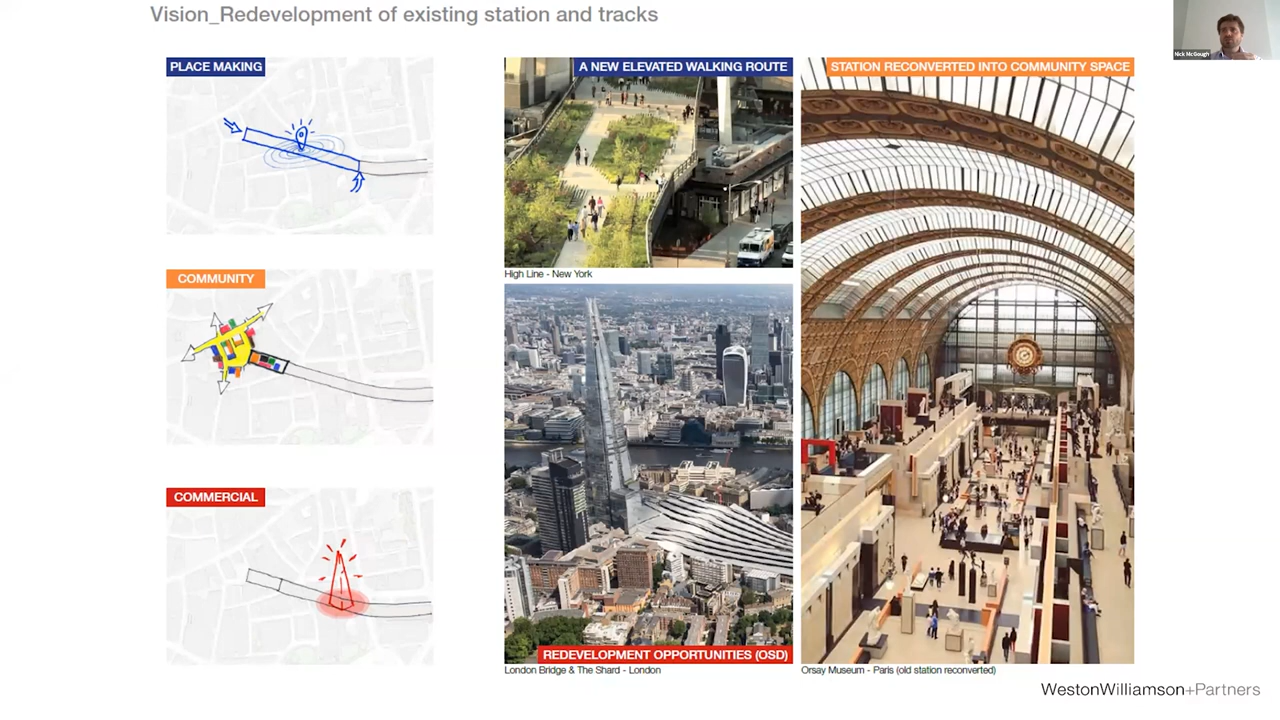 Vision_Redevelopment of existing station and tracks
Nick McGough
PLACE MAKING
A NEW ELEVATED WALKING ROUTE
STATION RECONVERTED INTO COMMUNITY SPACE
High Line - New York
COMMUNITY
COMMERCIAL
REDEVELOPMENT OPPORTUNITIES (OSD)
London Bridge & The Shard - London
Orsay Museum - Paris (old station reconverted)
WestonWilliamson+Partners